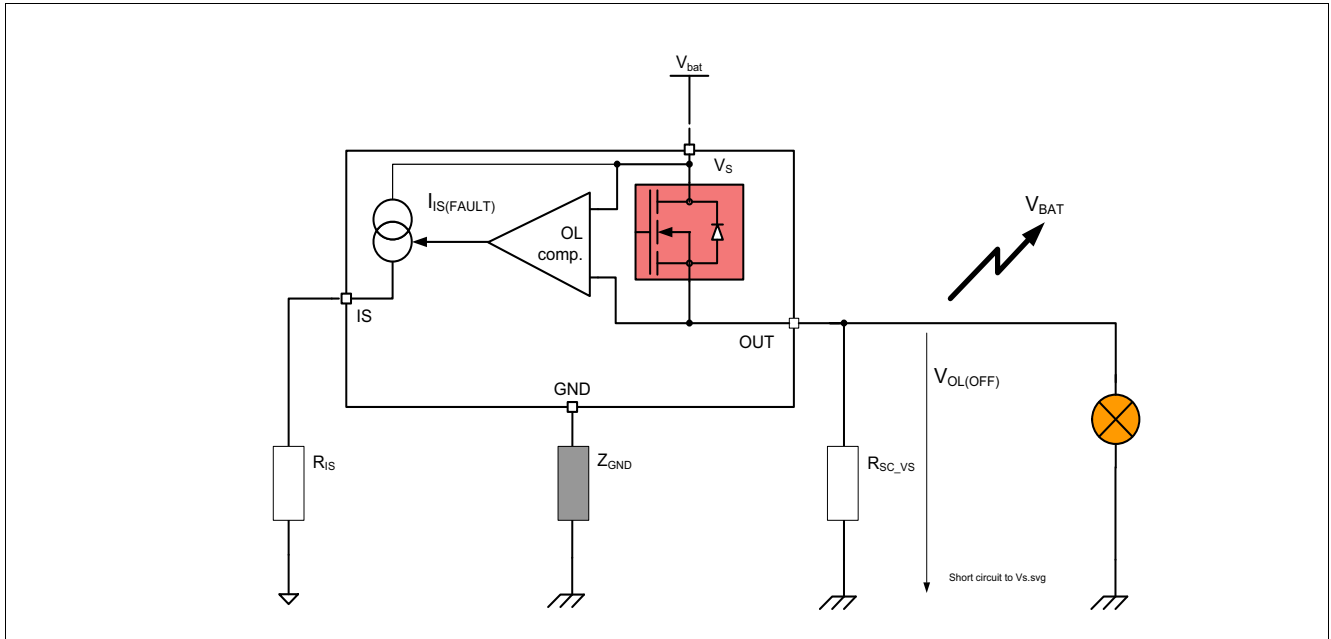 Vbat
VS
IIS(FAULT)
OL
comp.
VBAT
IS
OUT
VOL(OFF)
GND
RIS
ZGND
RSC_VS
Short circuit to Vs.svg